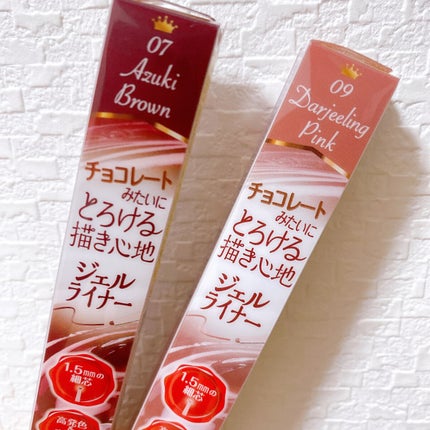 07
Azuki
Brown
チョコレート
みたいに
とろける
描き心地
ジェル
ライナー
1.5mmの
細芯
高発色
09
Darjeeling
Pink
チョコレート
みたいに
とろける
描き心地
ジェル
ライナー
1.5mmの
細芯